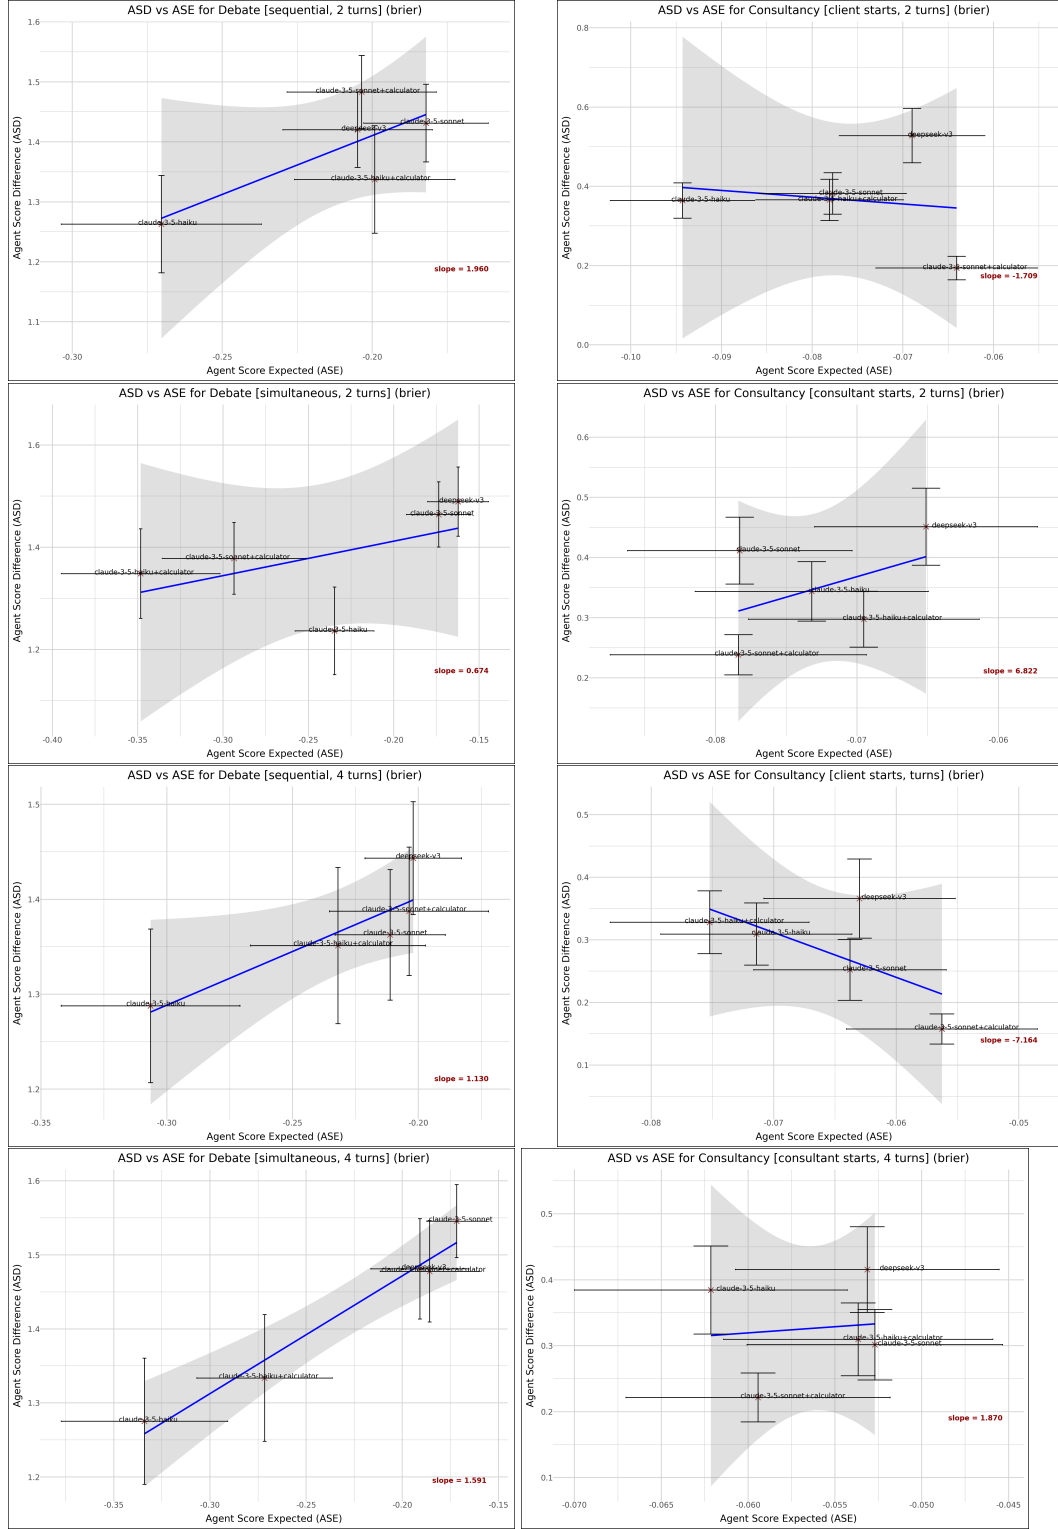 ASD vs ASE for Debate [sequential, 2 turns] (brier)
Agent Score Difference (ASD)
1.6
1.5
1.4
1.3
1.2
1.1
claude-3-5-sonnet+calculator
claude-3-5-sonnet
deepseek-v3
claude-3-5-haiku+calculator
claude-3-5-haiku
slope = 1.960
-0.30
-0.25
-0.20
Agent Score Expected (ASE)
ASD vs ASE for Consultancy [client starts, 2 turns] (brier)
Agent Score Difference (ASD)
0.8
0.6
0.4
0.2
0.0
deepseek-v3
claude-3-5-sonnet
claude-3-5-haiku
claude-3-5-haiku+calculator
claude-3-5-sonnet+calculator
slope = -1.709
-0.10
-0.09
-0.08
-0.07
-0.06
Agent Score Expected (ASE)
ASD vs ASE for Debate [simultaneous, 2 turns] (brier)
Agent Score Difference (ASD)
1.6
1.4
1.2
deepseek-v3
claude-3-5-sonnet
claude-3-5-sonnet+calculator
claude-3-5-haiku+calculator
claude-3-5-haiku
slope = 0.674
-0.40
-0.35
-0.30
-0.25
-0.20
-0.15
Agent Score Expected (ASE)
ASD vs ASE for Consultancy [consultant starts, 2 turns] (brier)
Agent Score Difference (ASD)
0.6
0.5
0.4
0.3
0.2
deepseek-v3
claude-3-5-sonnet
claude-3-5-haiku
claude-3-5-haiku+calculator
claude-3-5-sonnet+calculator
slope = 6.822
-0.08
-0.07
-0.06
Agent Score Expected (ASE)
ASD vs ASE for Debate [sequential, 4 turns] (brier)
Agent Score Difference (ASD)
1.5
1.4
1.3
1.2
deepseek-v3
claude-3-5-sonnet+calculator
claude-3-5-sonnet
claude-3-5-haiku+calculator
claude-3-5-haiku
slope = 1.130
-0.35
-0.30
-0.25
-0.20
Agent Score Expected (ASE)
ASD vs ASE for Consultancy [client starts, turns] (brier)
Agent Score Difference (ASD)
0.5
0.4
0.3
0.2
0.1
deepseek-v3
claude-3-5-haiku+calculator
claude-3-5-haiku
claude-3-5-sonnet
claude-3-5-sonnet+calculator
slope = -7.164
-0.08
-0.07
-0.06
-0.05
Agent Score Expected (ASE)
ASD vs ASE for Debate [simultaneous, 4 turns] (brier)
Agent Score Difference (ASD)
1.6
1.5
1.4
1.3
1.2
claude-3-5-sonnet
deepseek-v3
claude-3-5-sonnet+calculator
claude-3-5-haiku+calculator
claude-3-5-haiku
slope = 1.591
-0.35
-0.30
-0.25
-0.20
-0.15
Agent Score Expected (ASE)
ASD vs ASE for Consultancy [consultant starts, 4 turns] (brier)
Agent Score Difference (ASD)
0.5
0.4
0.3
0.2
0.1
deepseek-v3
claude-3-5-haiku
claude-3-5-haiku+calculator
claude-3-5-sonnet
claude-3-5-sonnet+calculator
slope = 1.870
-0.070
-0.065
-0.060
-0.055
-0.050
-0.045
Agent Score Expected (ASE)